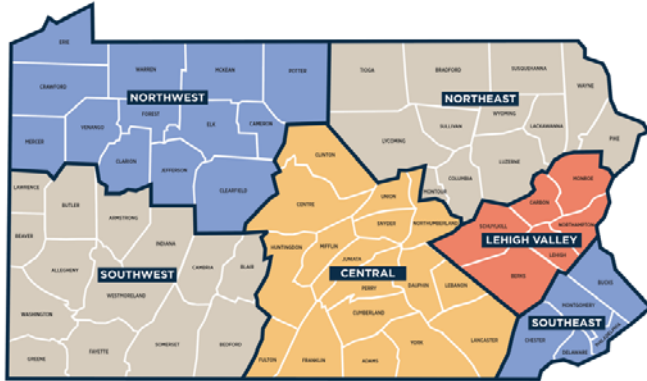 ERIE
WARREN
MCKEAN
POTTER
CRAWFORD
NORTHWEST
FOREST
VENANGO
ELK
CAMERON
MERCER
CLARION
JEFFERSON
CLEARFIELD
TIOGA
BRADFORD
SUSQUEHANNA
WAYNE
NORTHEAST
WYOMING
SULLIVAN
LACKAWANNA
LYCOMING
PIKE
LUZERNE
COLUMBIA
MONTOUR
CLINTON
CENTRE
UNION
SNYDER
NORTHUMBERLAND
HUNTINGDON
MIFFLIN
JUNIATA
CENTRAL
PERRY
DAUPHIN
LEBANON
CUMBERLAND
LANCASTER
YORK
ADAMS
FRANKLIN
FULTON
MONROE
CARBON
NORTHAMPTON
SCHUYLKILL
LEHIGH VALLEY
LEHIGH
BERKS
BUCKS
MONTGOMERY
SOUTHEAST
PHILADELPHIA
CHESTER
DELAWARE
LAWRENCE
BUTLER
ARMSTRONG
BEAVER
INDIANA
ALLEGHENY
SOUTHWEST
CAMBRIA
BLAIR
WESTMORELAND
WASHINGTON
FAYETTE
SOMERSET
BEDFORD
GREENE